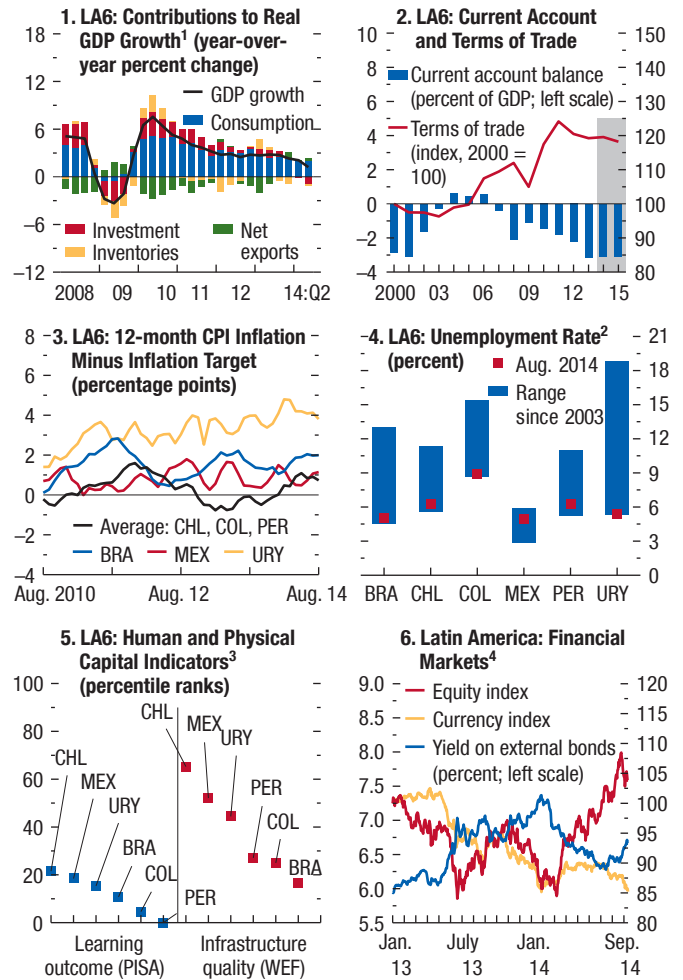 1. LA6: Contributions to Real
GDP Growth1 (year-over-
year percent change)
18
12
6
0
–6
–12
GDP growth
Consumption
Investment
Inventories
Net
exports
2008 09 10 11 12 14:Q2
2. LA6: Current Account
and Terms of Trade
10
8
6
4
2
0
–2
–4
Current account balance
(percent of GDP; left scale)
Terms of trade
(index, 2000 =
100)
150
140
130
120
110
100
90
80
2000 03 06 09 12 15
3. LA6: 12-month CPI Inflation
Minus Inflation Target
(percentage points)
8
6
4
2
0
–2
–4
Average: CHL, COL, PER
BRA MEX URY
Aug. 2010 Aug. 12 Aug. 14
4. LA6: Unemployment Rate2
(percent)
Aug. 2014
Range
since 2003
21
18
15
12
9
6
3
0
BRA CHL COL MEX PER URY
5. LA6: Human and Physical
Capital Indicators3
(percentile ranks)
100
80
60
40
20
0
CHL
MEX
URY
BRA
COL
PER
CHL
MEX
URY
PER
COL
BRA
Learning
outcome (PISA)
Infrastructure
quality (WEF)
6. Latin America: Financial
Markets4
9.0
8.5
8.0
7.5
7.0
6.5
6.0
5.5
Equity index
Currency index
Yield on external bonds
(percent; left scale)
120
115
110
105
100
95
90
85
80
Jan. July Jan. Sep.
13 13 14 14